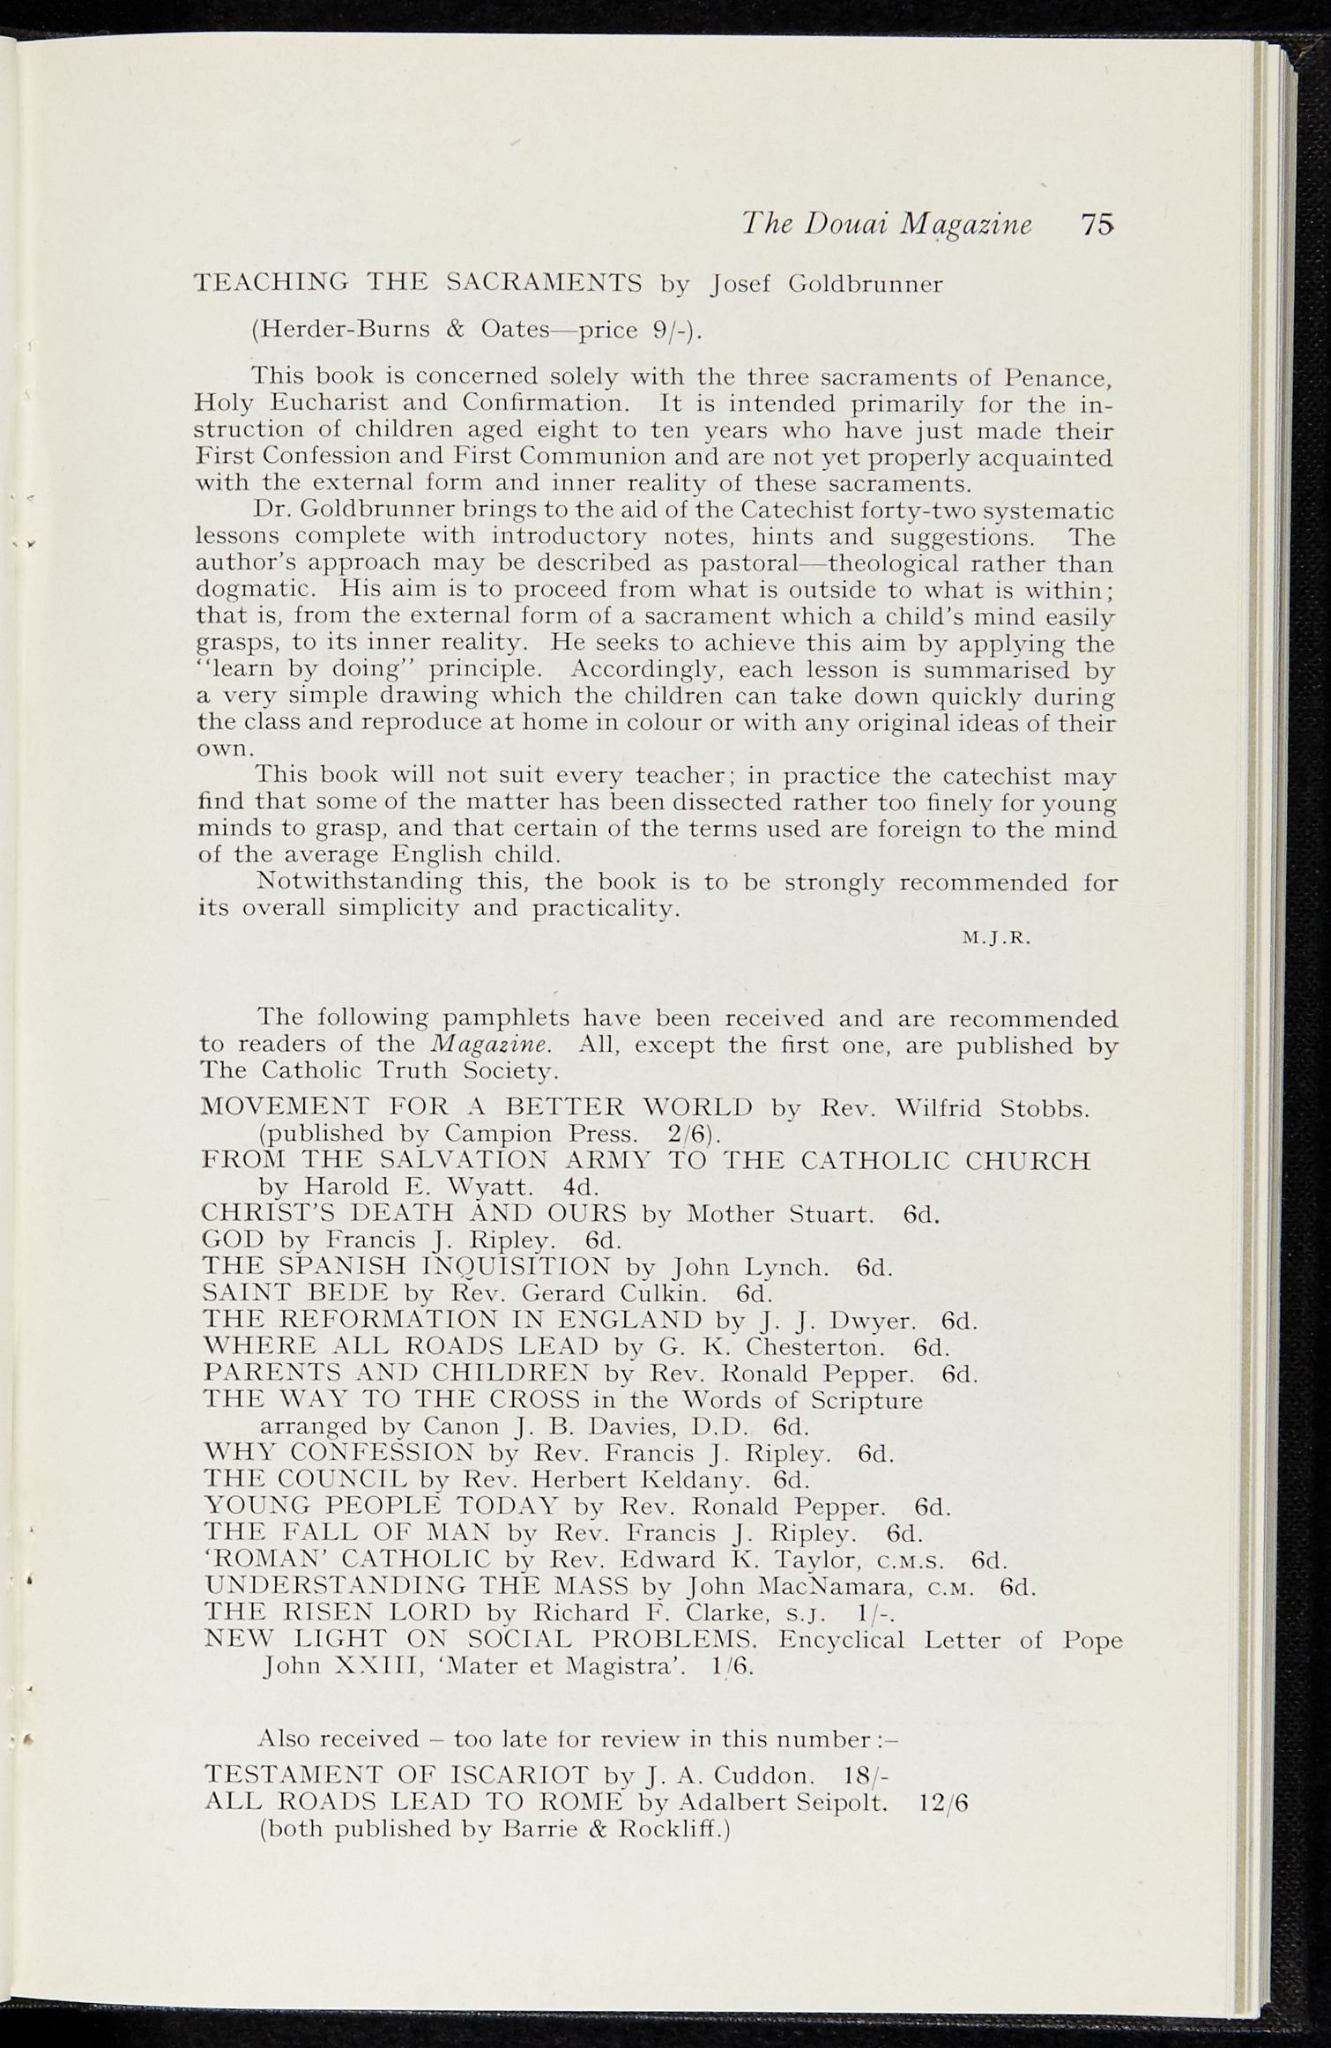 The Douai Magazine 75
TEACHING THE SACRAMENTS by Josef Goldbrunner
(Herder-Burns & Oates—price 9/-).
This book is concerned solely with the three sacraments of Penance,
Holy Eucharist and Confirmation. It is intended primarily for the in-
struction of children aged eight to ten years who have just made their
First Confession and First Communion and are not yet properly acquainted
with the external form and inner reality of these sacraments.
Dr. Goldbrunner brings to the aid of the Catechist forty-two systematic
lessons complete with introductory notes, hints and suggestions. The
author's approach may be described as pastoral—theological rather than
dogmatic. His aim is to proceed from what is outside to what is within;
that is, from the external form of a sacrament which a child's mind easily
grasps, to its inner reality. He seeks to achieve this aim by applying the
“learn by doing” principle. Accordingly, each lesson is summarised by
a very simple drawing which the children can take down quickly during
the class and reproduce at home in colour or with any original ideas of their
own.
This book will not suit every teacher; in practice the catechist may
find that some of the matter has been dissected rather too finely for young
minds to grasp, and that certain of the terms used are foreign to the mind
of the average English child.
Notwithstanding this, the book is to be strongly recommended for
its overall simplicity and practicality.
M.J.R.
The following pamphlets have been received and are recommended
to readers of the Magazine. All, except the first one, are published by
The Catholic Truth Society.
MOVEMENT FOR A BETTER WORLD by Rev. Wilfrid Stobbs.
(published by Campion Press. 2/6).
FROM THE SALVATION ARMY TO THE CATHOLIC CHURCH
by Harold E. Wyatt. 4d.
CHRIST'S DEATH AND OURS by Mother Stuart. 6d.
GOD by Francis J. Ripley. 6d.
THE SPANISH INQUISITION by John Lynch. 6d.
SAINT BEDE by Rev. Gerard Culkin. 6d.
THE REFORMATION IN ENGLAND by J. J. Dwyer. 6d.
WHERE ALL ROADS LEAD by G. K. Chesterton. 6d.
PARENTS AND CHILDREN by Rev. Ronald Pepper. 6d.
THE WAY TO THE CROSS in the Words of Scripture
arranged by Canon J. B. Davies, D.D. 6d.
WHY CONFESSION by Rev. Francis J. Ripley. 6d.
THE COUNCIL by Rev. Herbert Keldany. 6d.
YOUNG PEOPLE TODAY by Rev. Ronald Pepper. 6d.
THE FALL OF MAN by Rev. Francis J. Ripley. 6d.
‘ROMAN’ CATHOLIC by Rev. Edward K. Taylor, C.M.S. 6d.
UNDERSTANDING THE MASS by John MacNamara, C.M. 6d.
THE RISEN LORD by Richard F. Clarke, S.J. 1/-.
NEW LIGHT ON SOCIAL PROBLEMS. Encyclical Letter of Pope
John XXIII, ‘Mater et Magistra’. 1/6.
Also received – too late for review in this number :–
TESTAMENT OF ISCARIOT by J. A. Cuddon. 18/-
ALL ROADS LEAD TO ROME by Adalbert Seipolt. 12/6
(both published by Barrie & Rockliff.)